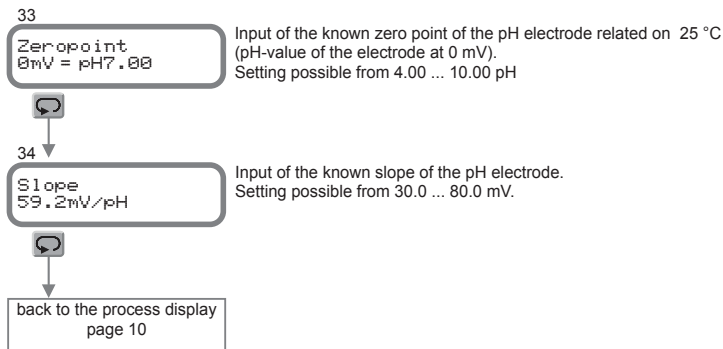 33
Zeropoint
0mV = pH7.00
Input of the known zero point of the pH electrode related on 25 °C
(pH-value of the electrode at 0 mV).
Setting possible from 4.00 ... 10.00 pH
34
Slope
59.2mV/pH
Input of the known slope of the pH electrode.
Setting possible from 30.0 ... 80.0 mV.
back to the process display
page 10